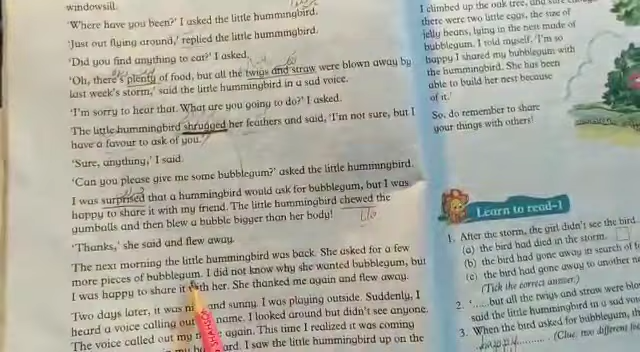 windowsill.
'Where have you been?' I asked the little hummingbird.
'Just out flying around,' replied the little hummingbird.
'Did you find anything to eat?' I asked.
'Oh, there's plenty of food, but all the twigs and straw were blown away by
last week's storm,' said the little hummingbird in a sad voice.
'I'm sorry to hear that. What are you going to do?' I asked.
The little hummingbird shrugged her feathers and said, 'I'm not sure, but I
have a favour to ask of you.'
'Sure, anything,' I said.
'Can you please give me some bubblegum?' asked the little hummingbird.
I was surprised that a hummingbird would ask for bubblegum, but I was
happy to share it with my friend. The little hummingbird chewed the
gumballs and then blew a bubble bigger than her body!
'Thanks,' she said and flew away.
The next morning the little hummingbird was back. She asked for a few
more pieces of bubblegum. I did not know why she wanted bubblegum, but
I was happy to share it with her. She thanked me again and flew away.
Two days later, it was and sunny. I was playing outside. Suddenly, I
heard a voice calling out name. I looked around but didn't see anyone.
The voice called out my again. This time I realized it was coming
I saw the little hummingbird up on the
I climbed up the oak tree, and
there were two little eggs, the size of
jelly beans, lying in the nest made of
bubblegum. I told myself, 'I'm so
happy I shared my bubblegum with
the hummingbird. She has been
able to build her nest because
of it.'
So, do remember to share
your things with others!
Learn to read-1
1. After the storm, the girl didn't see the bird.
(a) the bird had died in the storm.
(b) the bird had gone away in search of
(c) the bird had gone away to another
(Tick the correct answer.)
2. '.....but all the twigs and straw were
said the little hummingbird in a sad
3. When the bird asked for bubblegum,
(Clue: two different